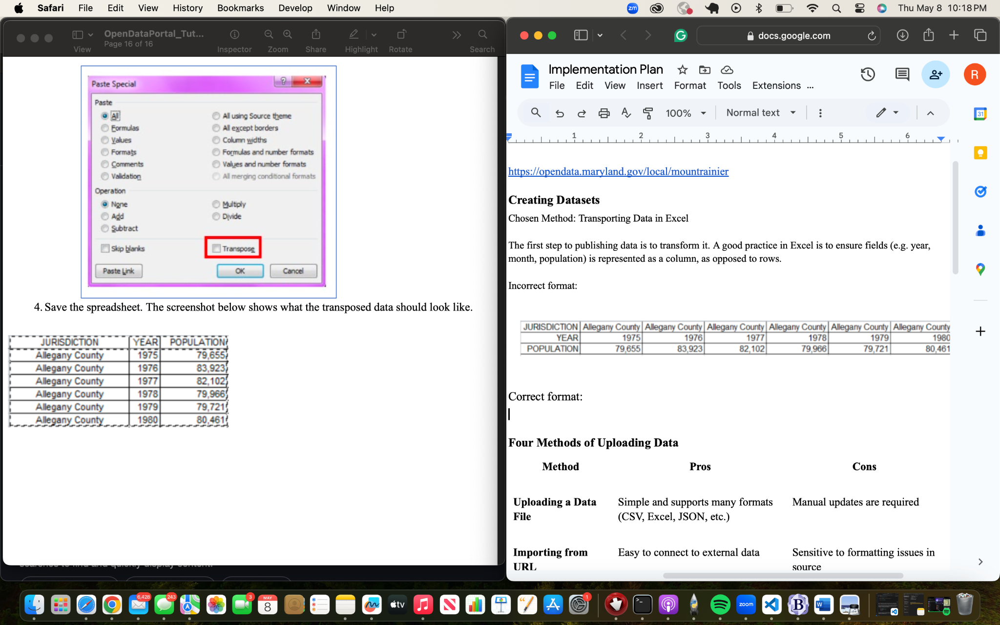 Safari File Edit View History Bookmarks Develop Window Help
zm
Thu May 8 10:18 PM
OpenDataPortal_Tut...
Page 16 of 16
View Inspector Zoom Share Highlight Rotate Search
Paste Special
Paste
All
All using Source theme
Formulas
All except borders
Values
Column widths
Formats
Formulas and number formats
Comments
Values and number formats
Validation
All merging conditional formats
Operation
None
Multiply
Add
Divide
Subtract
Skip blanks
Transpose
Paste Link
OK
Cancel
4. Save the spreadsheet. The screenshot below shows what the transposed data should look like.
JURISDICTION YEAR POPULATION
Allegany County 1975 79,655
Allegany County 1976 83,923
Allegany County 1977 82,102
Allegany County 1978 79,966
Allegany County 1979 79,721
Allegany County 1980 80,461
docs.google.com
Implementation Plan
R
File Edit View Insert Format Tools Extensions ...
100% Normal text
31
1 2 3 4 5 6
https://opendata.maryland.gov/local/mountrainier
Creating Datasets
Chosen Method: Transporting Data in Excel
The first step to publishing data is to transform it. A good practice in Excel is to ensure fields (e.g. year,
month, population) is represented as a column, as opposed to rows.
Incorrect format:
JURISDICTION Allegany County Allegany County Allegany County Allegany County Allegany County Allegany County
YEAR 1975 1976 1977 1978 1979 1980
POPULATION 79,655 83,923 82,102 79,966 79,721 80,461
Correct format:
Four Methods of Uploading Data
Method Pros Cons
Uploading a Data
File
Simple and supports many formats
(CSV, Excel, JSON, etc.)
Manual updates are required
Importing from
URL
Easy to connect to external data
Sensitive to formatting issues in
source
6,428
243
3
MAY
8
tv
1
zoom
B
W